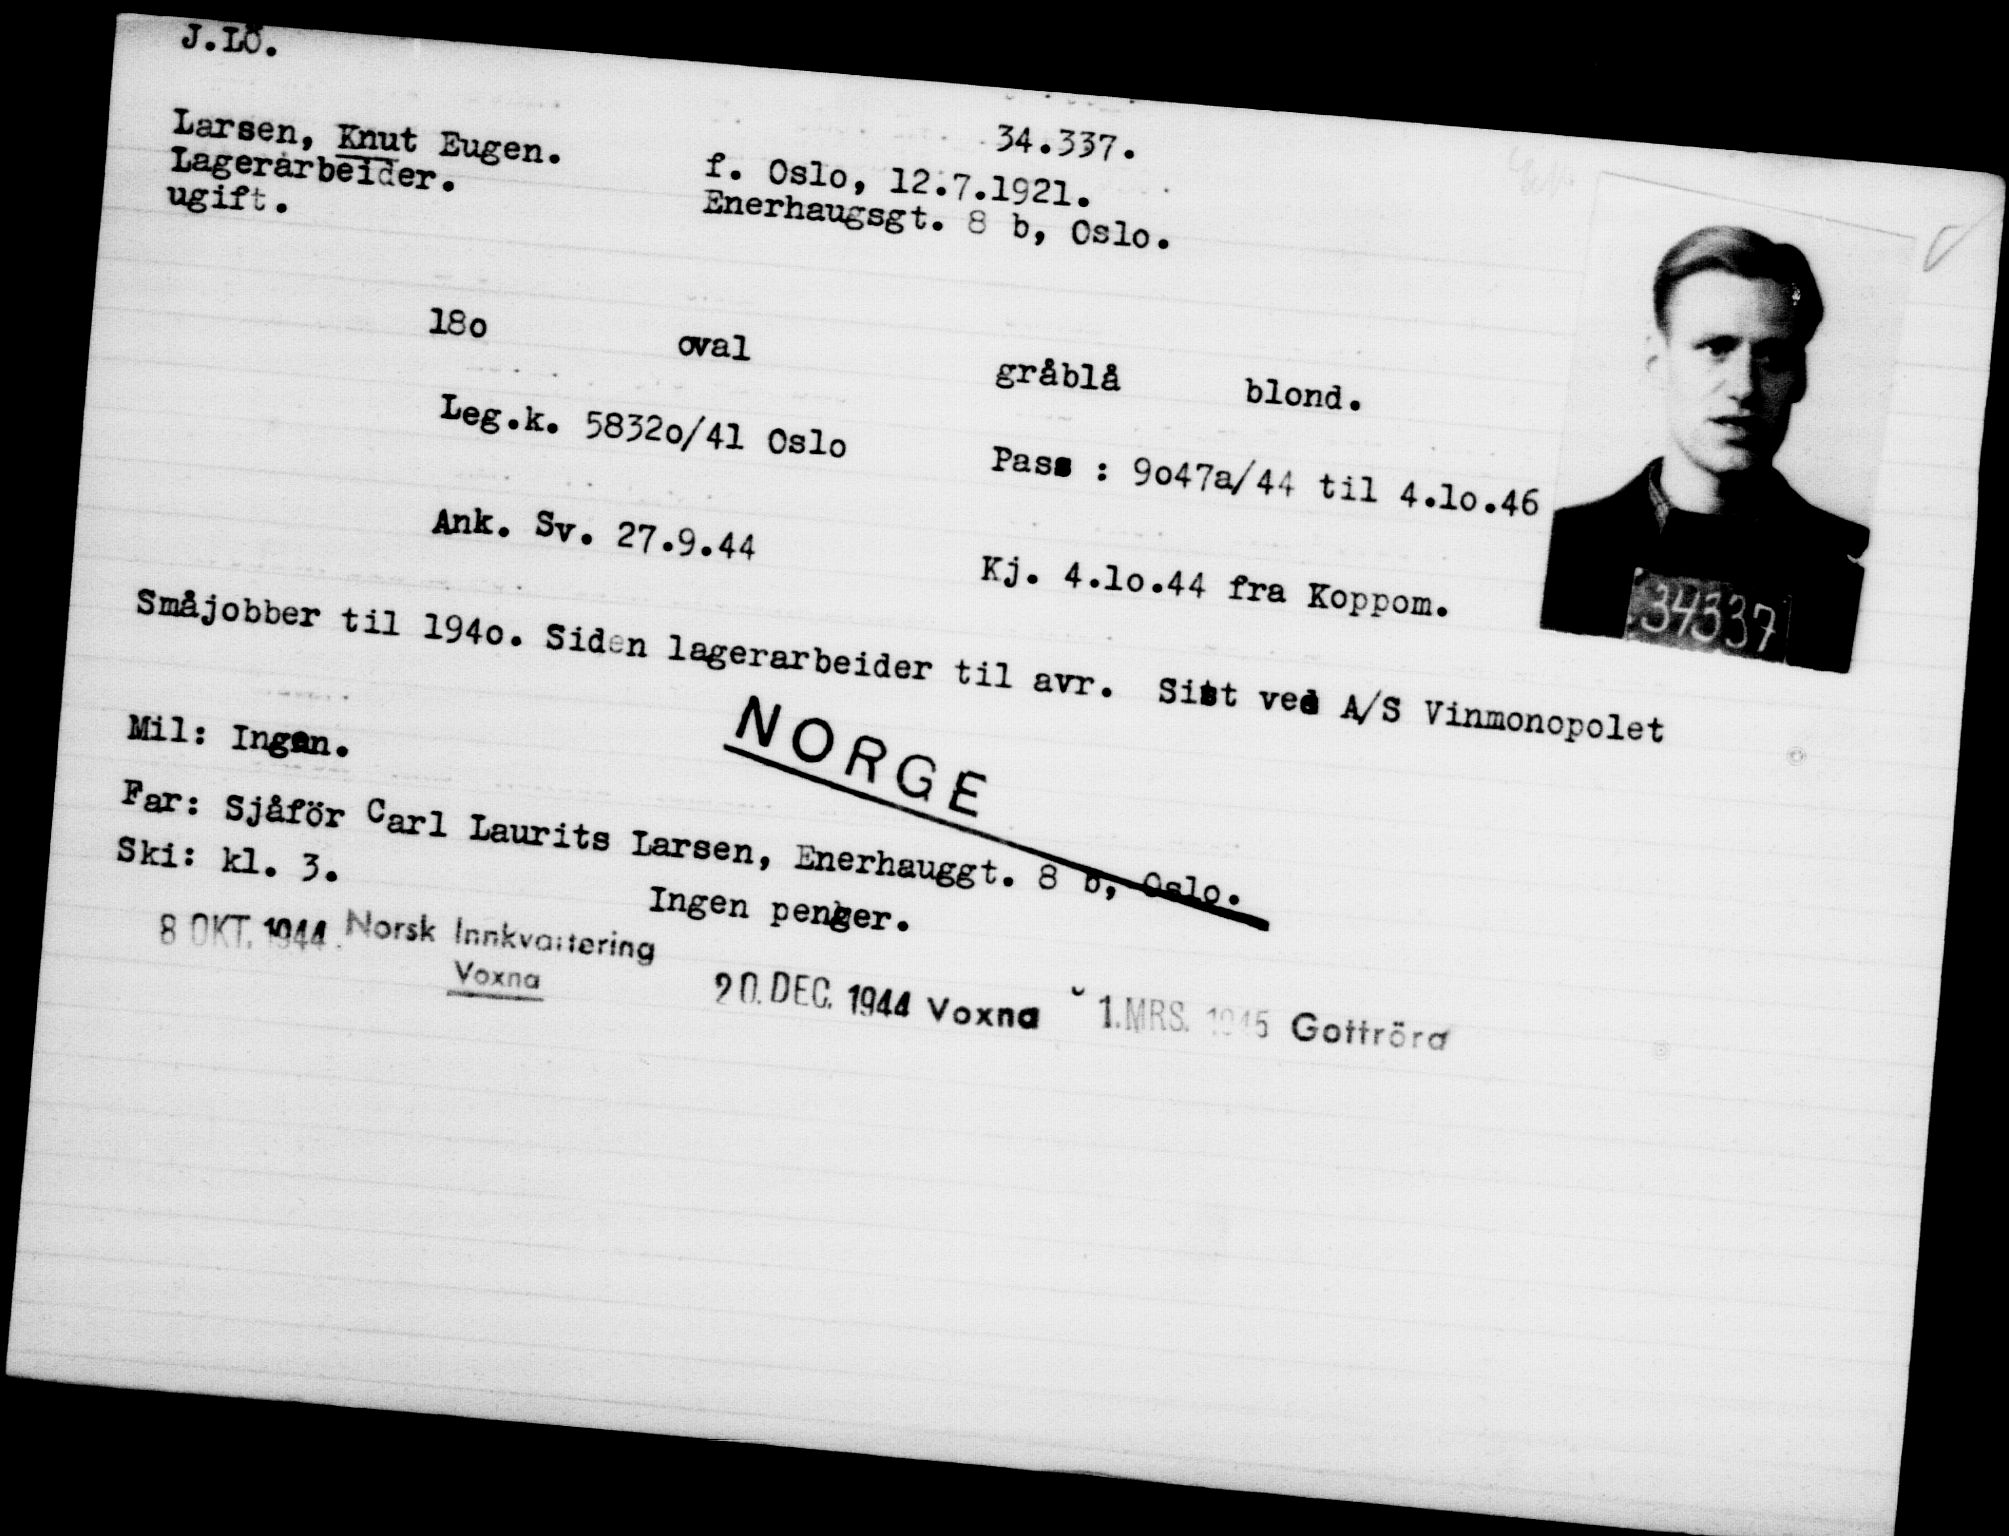 J.LÖ.
34.337.
Larsen, Knut Eugen.
f. Oslo, 12.7.1921.
Lagerarbeider.
Enerhaugsgt. 8 b, Oslo.
ugift.
18o oval gråblå blond.
Leg.k. 5832o/41 Oslo Pass : 9o47a/44 til 4.1o.46
Ank. Sv. 27.9.44 Kj. 4.1o.44 fra Koppom.
34337
Småjobber til 194o. Siden lagerarbeider til avr. Sist ved A/S Vinmonopolet
NORGE
Mil: Ingen.
Far: Sjåför Carl Laurits Larsen, Enerhauggt. 8 b, Oslo.
Ski: kl. 3.
Ingen penger.
8 OKT. 1944. Norsk Innkvartering
Voxna
20. DEC. 1944 Voxna 1. MRS. 1945 Gottröra